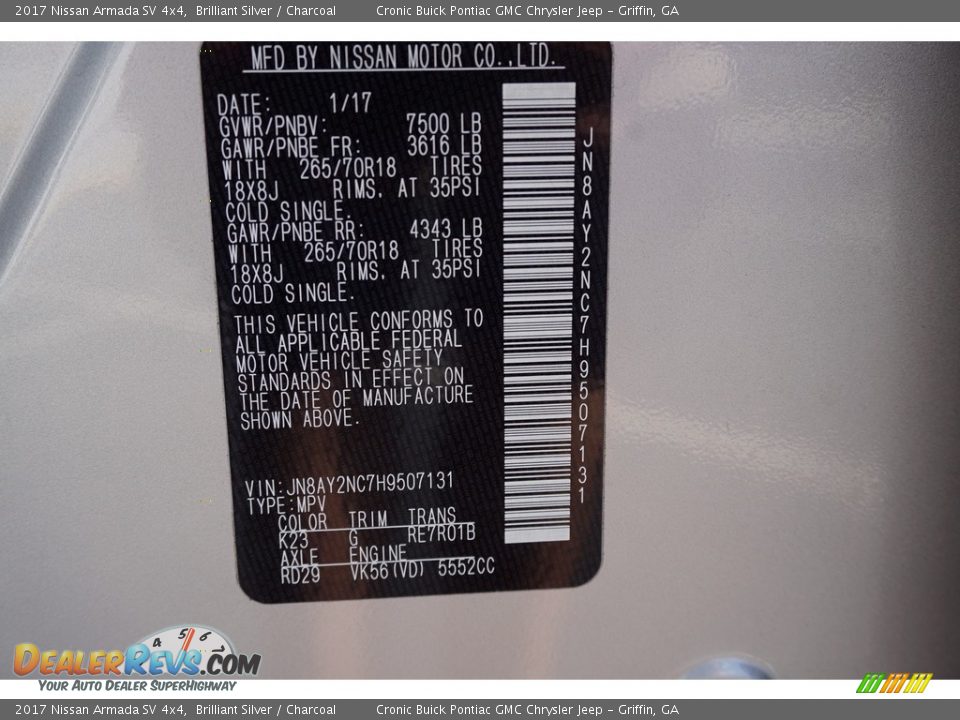 2017 Nissan Armada SV 4x4, Brilliant Silver / Charcoal Cronic Buick Pontiac GMC Chrysler Jeep - Griffin, GA
MFD BY NISSAN MOTOR CO.,LTD.
DATE: 1/17
GVWR/PNBV: 7500 LB
GAWR/PNBE FR: 3616 LB
WITH 265/70R18 TIRES
18X8J RIMS, AT 35PSI
COLD SINGLE.
GAWR/PNBE RR: 4343 LB
WITH 265/70R18 TIRES
18X8J RIMS, AT 35PSI
COLD SINGLE.
THIS VEHICLE CONFORMS TO
ALL APPLICABLE FEDERAL
MOTOR VEHICLE SAFETY
STANDARDS IN EFFECT ON
THE DATE OF MANUFACTURE
SHOWN ABOVE.
VIN:JN8AY2NC7H9507131
TYPE:MPV
COLOR TRIM TRANS
K23 G RE7R01B
AXLE ENGINE
RD29 VK56(VD) 5552CC
JN8AY2NC7H9507131
4 5 6 7
DealerRevs.com
Your Auto Dealer SuperHighway
2017 Nissan Armada SV 4x4, Brilliant Silver / Charcoal Cronic Buick Pontiac GMC Chrysler Jeep - Griffin, GA